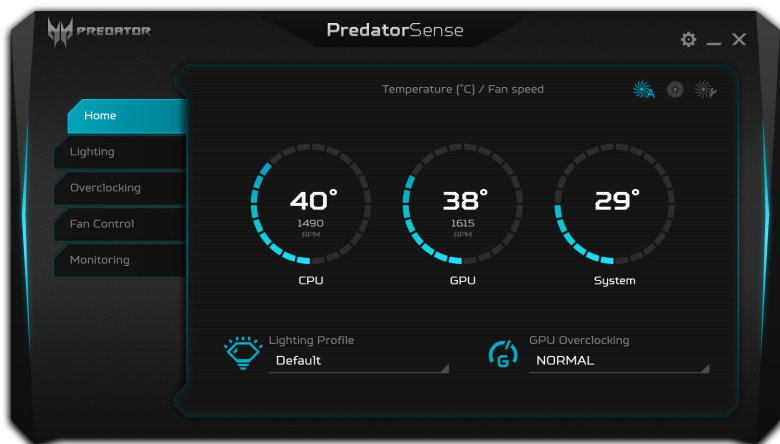 PREDATOR
PredatorSense
Temperature (°C) / Fan speed
A
Home
Lighting
Overclocking
Fan Control
Monitoring
40°
1490
RPM
CPU
38°
1615
RPM
GPU
29°
System
Lighting Profile
Default
G
GPU Overclocking
NORMAL